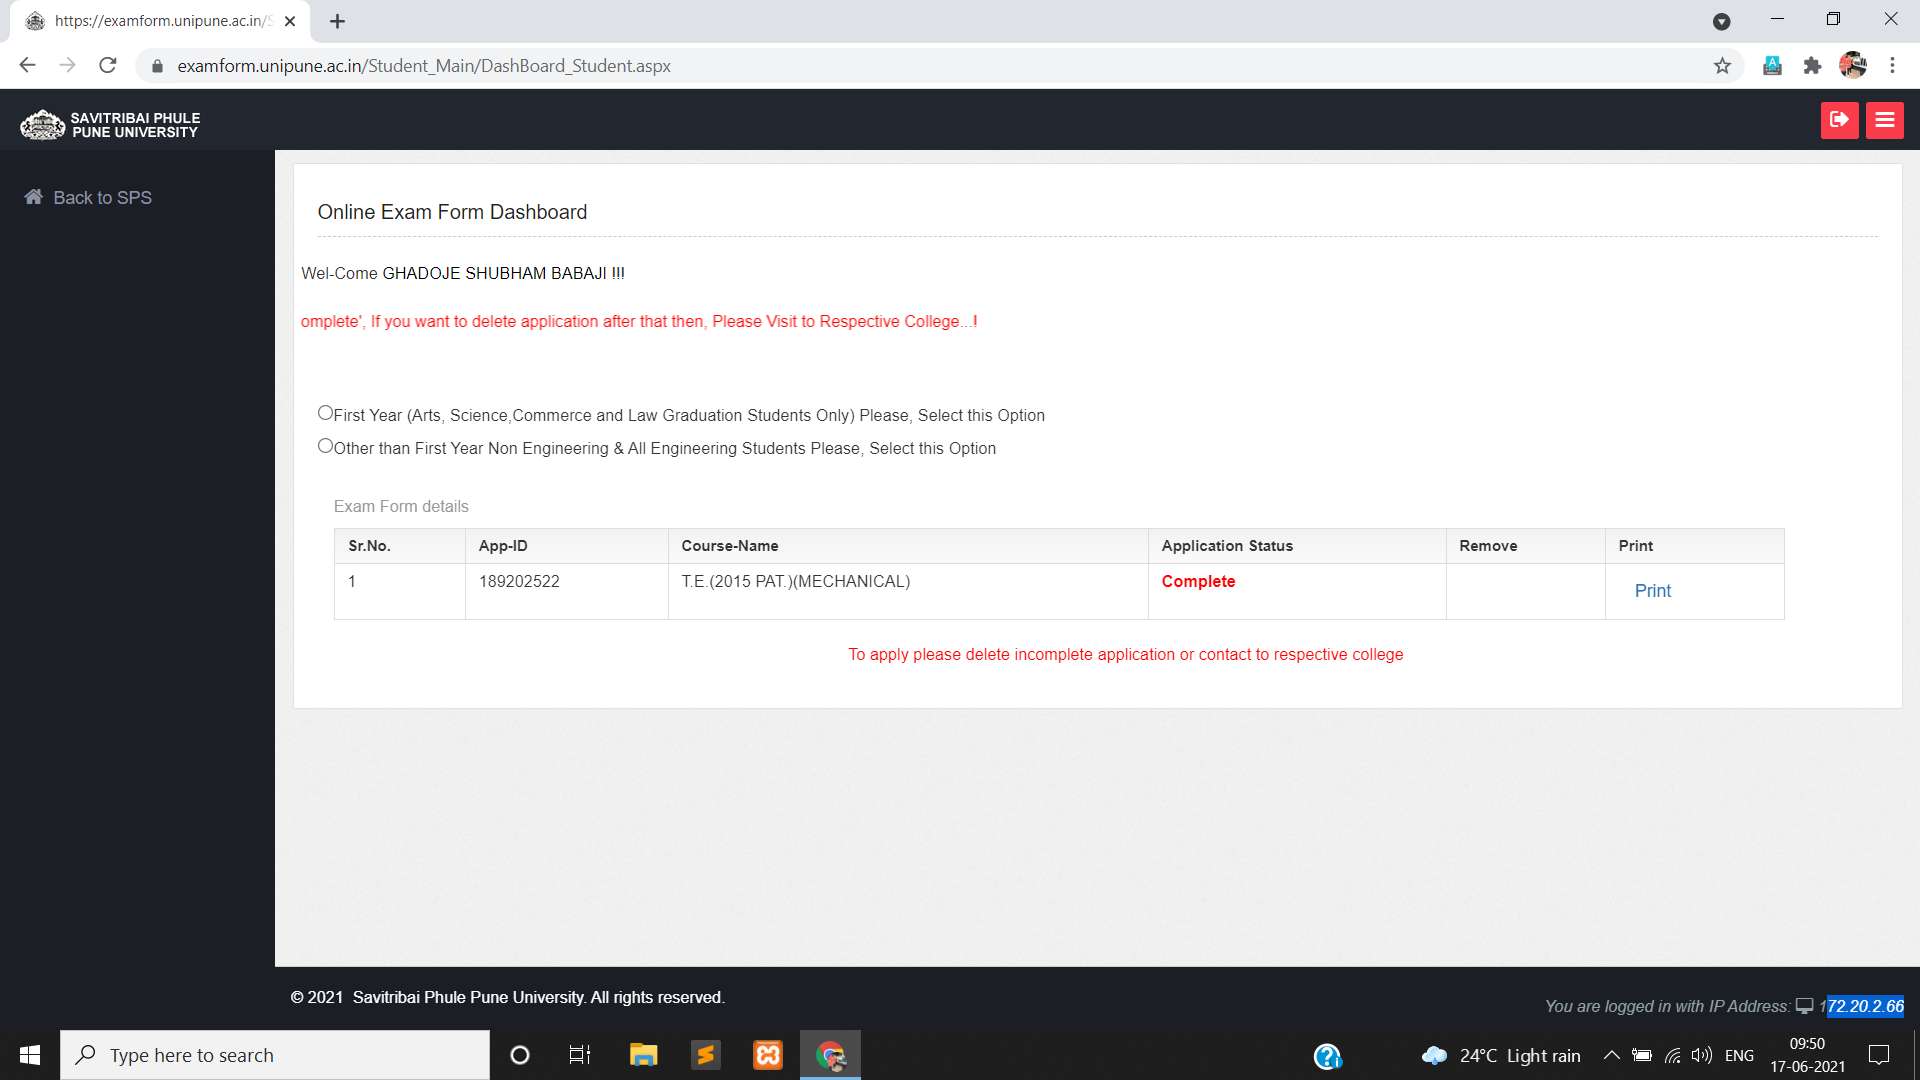 https://examform.unipune.ac.in/S
examform.unipune.ac.in/Student_Main/DashBoard_Student.aspx
SAVITRIBAI PHULE
PUNE UNIVERSITY
Back to SPS
Online Exam Form Dashboard
Wel-Come GHADOJE SHUBHAM BABAJI !!!
omplete', If you want to delete application after that then, Please Visit to Respective College...!
First Year (Arts, Science,Commerce and Law Graduation Students Only) Please, Select this Option
Other than First Year Non Engineering & All Engineering Students Please, Select this Option
Exam Form details
Sr.No. App-ID Course-Name Application Status Remove Print
1 189202522 T.E.(2015 PAT.)(MECHANICAL) Complete Print
To apply please delete incomplete application or contact to respective college
© 2021 Savitribai Phule Pune University. All rights reserved.
You are logged in with IP Address: 172.20.2.66
Type here to search
24°C Light rain
ENG
09:50
17-06-2021